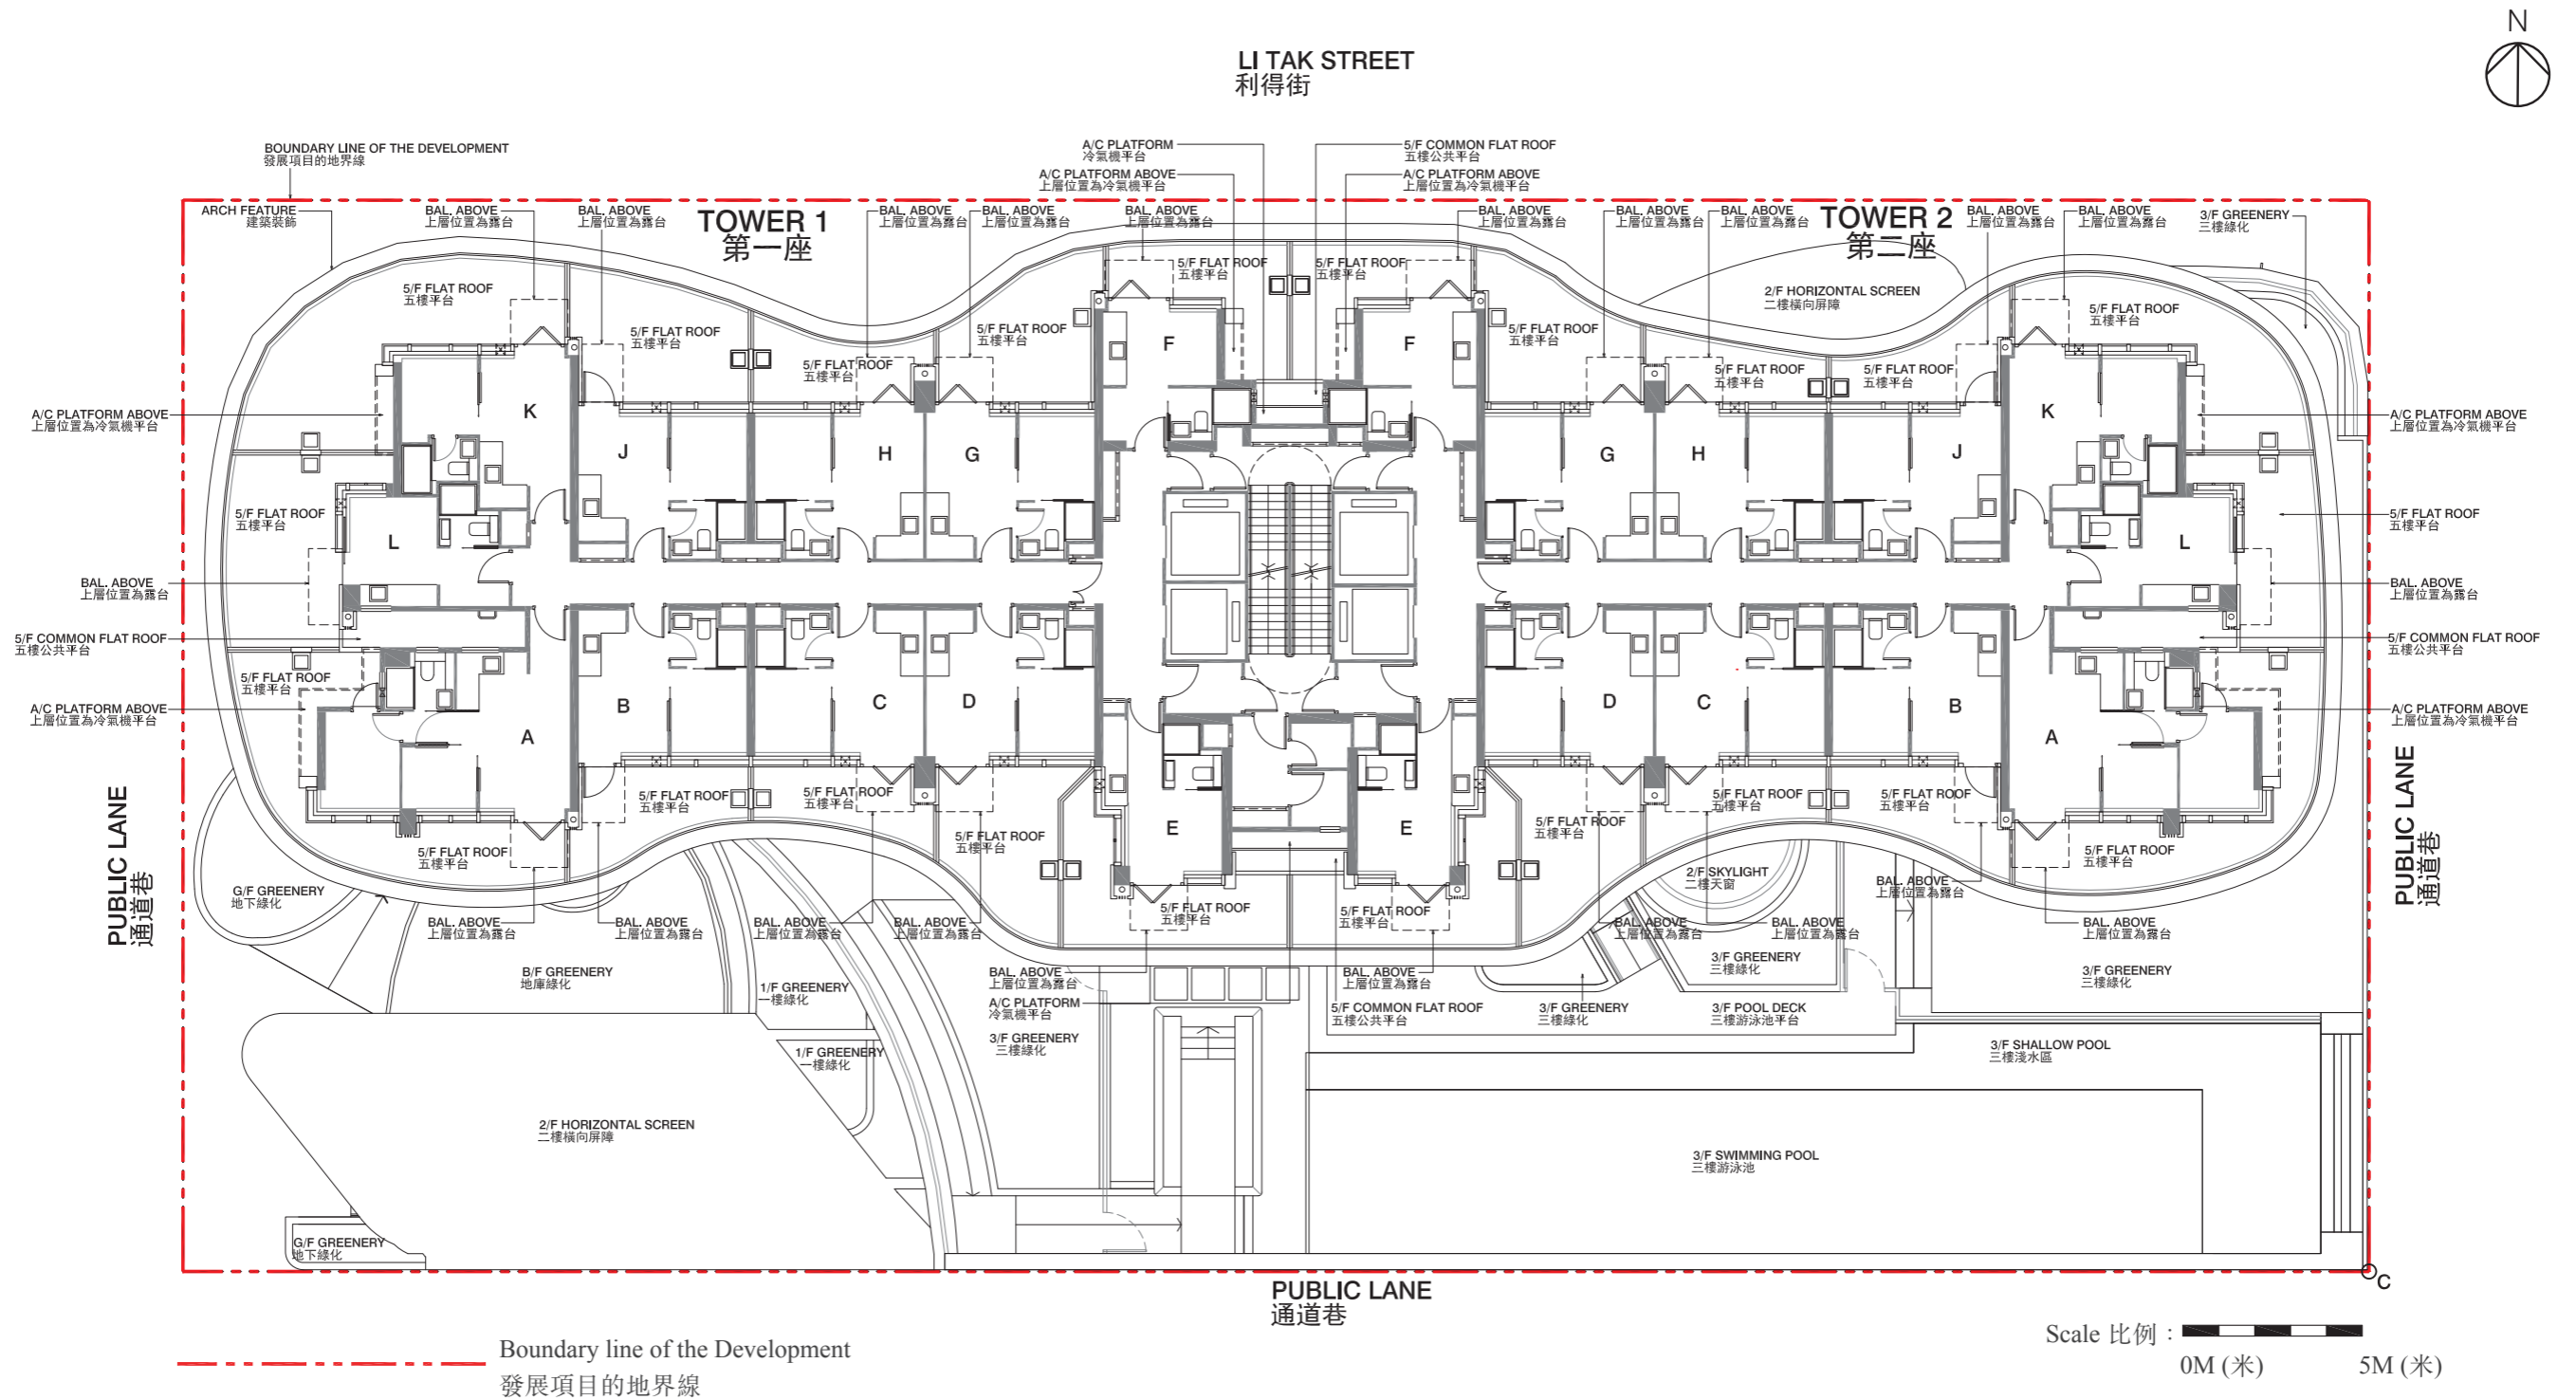 N
LI TAK STREET
利得街
BOUNDARY LINE OF THE DEVELOPMENT
發展項目的地界線
A/C PLATFORM
冷氣機平台
5/F COMMON FLAT ROOF
五樓公共平台
A/C PLATFORM ABOVE
上層位置為冷氣機平台
A/C PLATFORM ABOVE
上層位置為冷氣機平台
ARCH FEATURE
建築裝飾
BAL. ABOVE
上層位置為露台
BAL. ABOVE
上層位置為露台
TOWER 1
第一座
BAL. ABOVE
上層位置為露台
BAL. ABOVE
上層位置為露台
BAL. ABOVE
上層位置為露台
BAL. ABOVE
上層位置為露台
BAL. ABOVE
上層位置為露台
BAL. ABOVE
上層位置為露台
TOWER 2
第二座
BAL. ABOVE
上層位置為露台
BAL. ABOVE
上層位置為露台
3/F GREENERY
三樓綠化
5/F FLAT ROOF
五樓平台
5/F FLAT ROOF
五樓平台
5/F FLAT ROOF
五樓平台
5/F FLAT ROOF
五樓平台
5/F FLAT ROOF
五樓平台
5/F FLAT ROOF
五樓平台
5/F FLAT ROOF
五樓平台
2/F HORIZONTAL SCREEN
二樓橫向屏障
5/F FLAT ROOF
五樓平台
5/F FLAT ROOF
五樓平台
5/F FLAT ROOF
五樓平台
F
F
A/C PLATFORM ABOVE
上層位置為冷氣機平台
K
J
H
G
G
H
J
K
A/C PLATFORM ABOVE
上層位置為冷氣機平台
5/F FLAT ROOF
五樓平台
L
L
5/F FLAT ROOF
五樓平台
BAL. ABOVE
上層位置為露台
BAL. ABOVE
上層位置為露台
5/F COMMON FLAT ROOF
五樓公共平台
5/F COMMON FLAT ROOF
五樓公共平台
5/F FLAT ROOF
五樓平台
A/C PLATFORM ABOVE
上層位置為冷氣機平台
A
B
C
D
D
C
B
A
A/C PLATFORM ABOVE
上層位置為冷氣機平台
PUBLIC LANE
通道巷
PUBLIC LANE
通道巷
5/F FLAT ROOF
五樓平台
5/F FLAT ROOF
五樓平台
5/F FLAT ROOF
五樓平台
5/F FLAT ROOF
五樓平台
5/F FLAT ROOF
五樓平台
E
E
5/F FLAT ROOF
五樓平台
5/F FLAT ROOF
五樓平台
5/F FLAT ROOF
五樓平台
G/F GREENERY
地下綠化
2/F SKYLIGHT
二樓天窗
BAL. ABOVE
上層位置為露台
5/F FLAT ROOF
五樓平台
5/F FLAT ROOF
五樓平台
BAL. ABOVE
上層位置為露台
BAL. ABOVE
上層位置為露台
BAL. ABOVE
上層位置為露台
BAL. ABOVE
上層位置為露台
BAL. ABOVE
上層位置為露台
BAL. ABOVE
上層位置為露台
BAL. ABOVE
上層位置為露台
B/F GREENERY
地庫綠化
1/F GREENERY
一樓綠化
BAL. ABOVE
上層位置為露台
BAL. ABOVE
上層位置為露台
3/F GREENERY
三樓綠化
3/F GREENERY
三樓綠化
A/C PLATFORM
冷氣機平台
5/F COMMON FLAT ROOF
五樓公共平台
3/F GREENERY
三樓綠化
3/F POOL DECK
三樓游泳池平台
3/F GREENERY
三樓綠化
1/F GREENERY
一樓綠化
3/F SHALLOW POOL
三樓淺水區
2/F HORIZONTAL SCREEN
二樓橫向屏障
3/F SWIMMING POOL
三樓游泳池
G/F GREENERY
地下綠化
C
PUBLIC LANE
通道巷
Boundary line of the Development
發展項目的地界線
Scale 比例 :
0M (米)
5M (米)